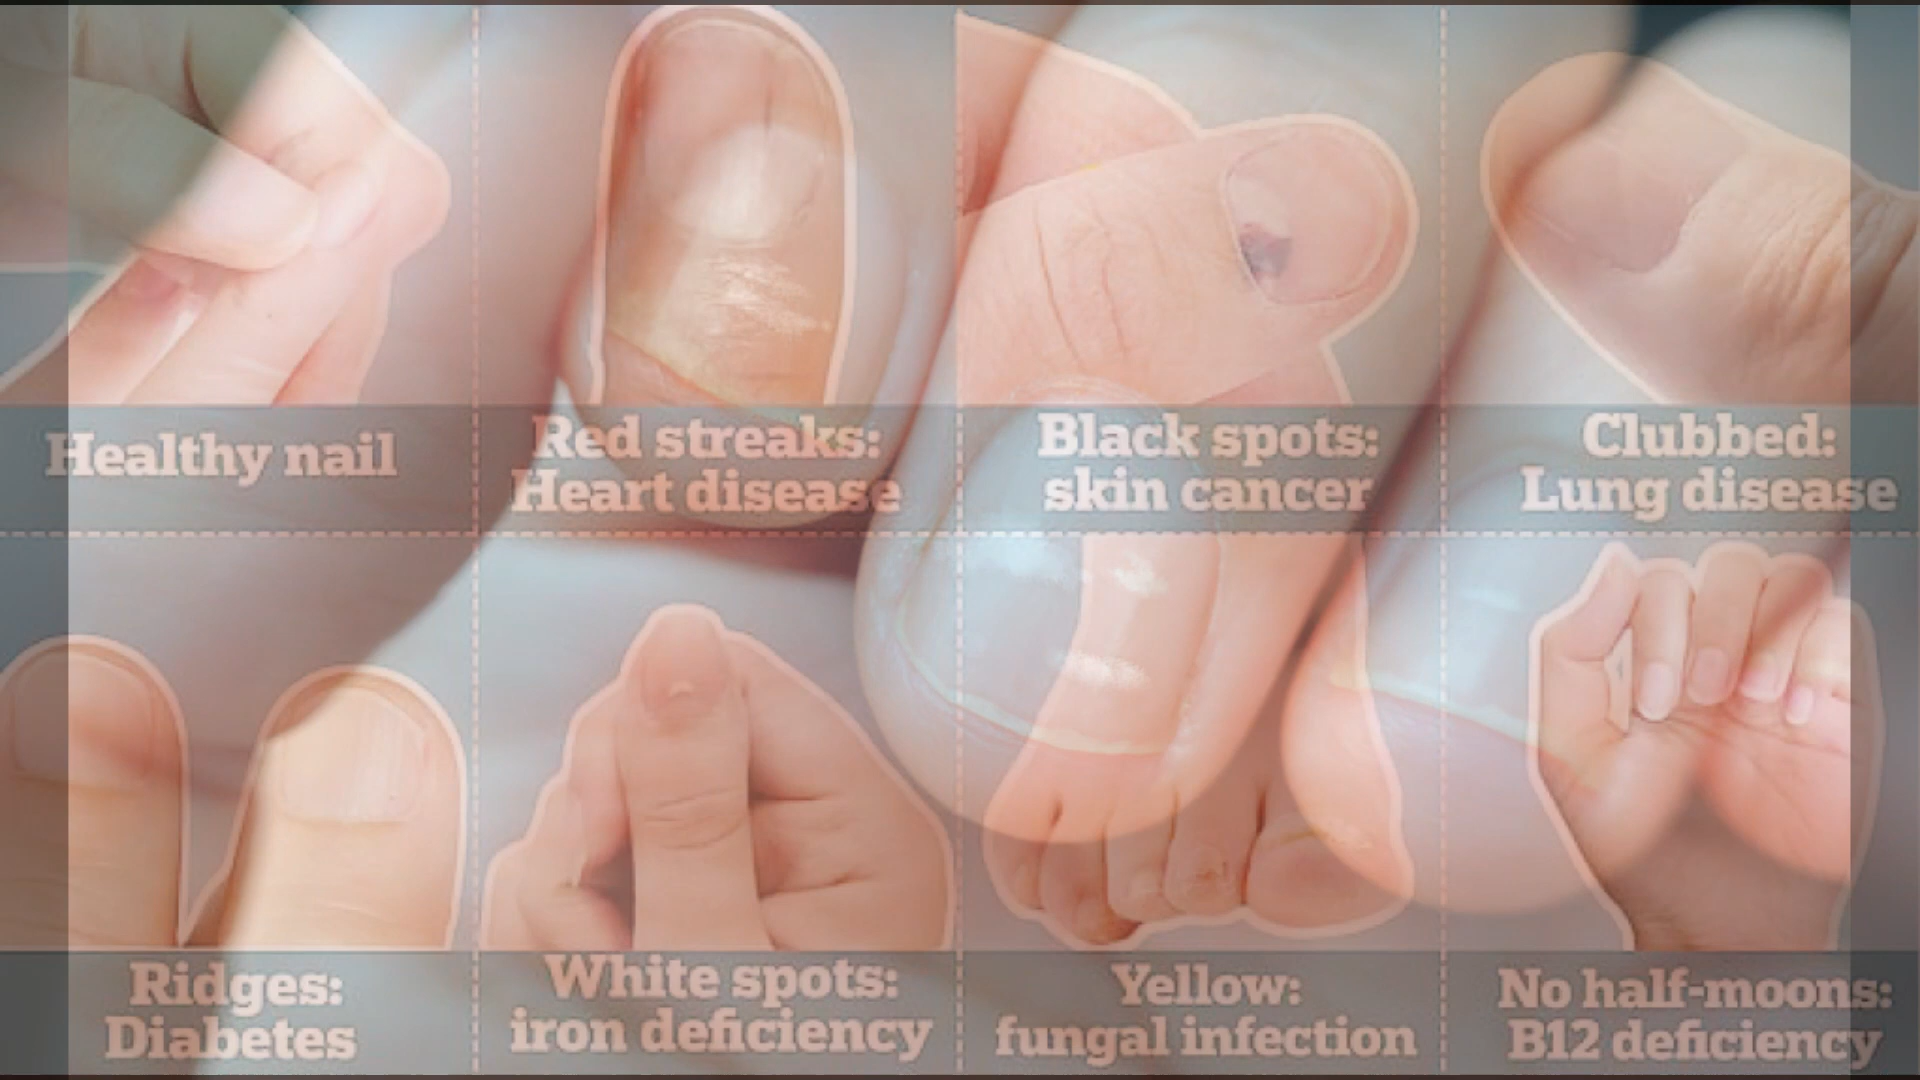 Healthy nail
Red streaks:
Heart disease
Black spots:
skin cancer
Clubbed:
Lung disease
Ridges:
Diabetes
White spots:
iron deficiency
Yellow:
fungal infection
No half-moons:
B12 deficiency